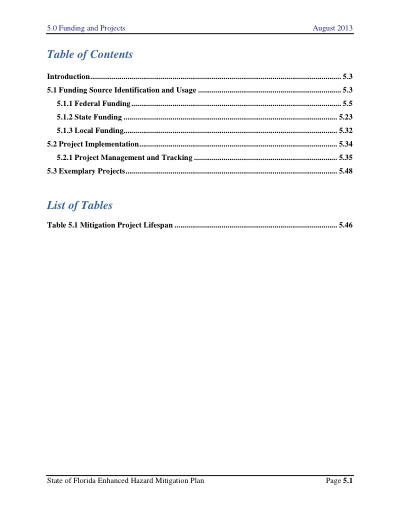 5.0 Funding and Projects August 2013
Table of Contents
Introduction 5.3
5.1 Funding Source Identification and Usage 5.3
5.1.1 Federal Funding 5.5
5.1.2 State Funding 5.23
5.1.3 Local Funding 5.32
5.2 Project Implementation 5.34
5.2.1 Project Management and Tracking 5.35
5.3 Exemplary Projects 5.48
List of Tables
Table 5.1 Mitigation Project Lifespan 5.46
State of Florida Enhanced Hazard Mitigation Plan Page 5.1